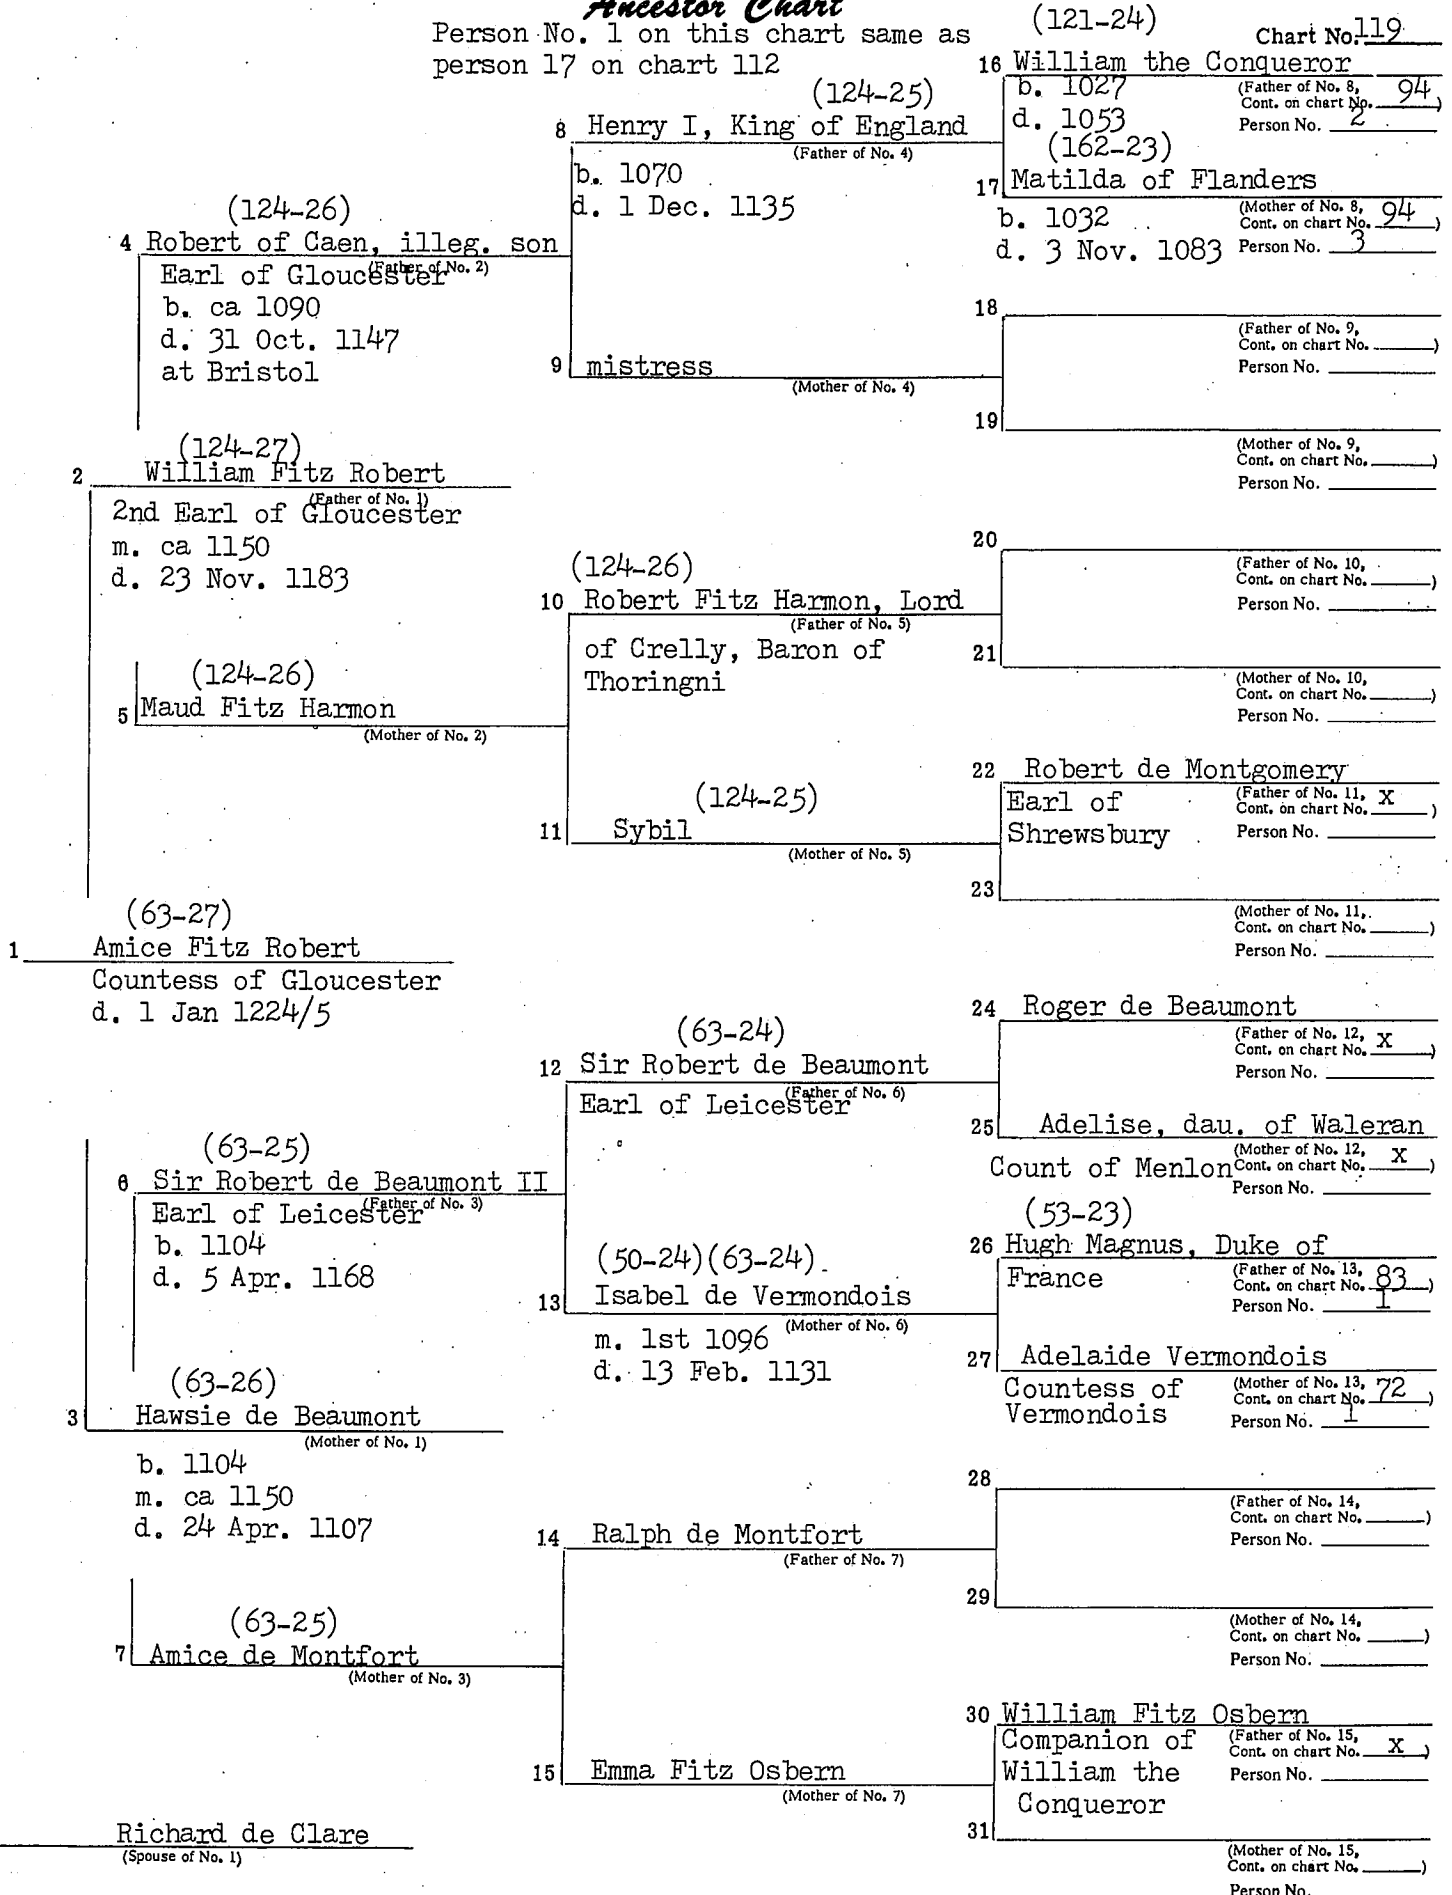 Ancestor Chart
Person No. 1 on this chart same as
person 17 on chart 112
Chart No. 119
(121-24)
16 William the Conqueror
b. 1027
d. 1053
(Father of No. 8,
Cont. on chart No. 94)
Person No. 2
(124-25)
8 Henry I, King of England
(Father of No. 4)
b. 1070
d. 1 Dec. 1135
(162-23)
17 Matilda of Flanders
b. 1032
d. 3 Nov. 1083
(Mother of No. 8,
Cont. on chart No. 94)
Person No. 3
(124-26)
4 Robert of Caen, illeg. son
(Father of No. 2)
Earl of Gloucester
b. ca 1090
d. 31 Oct. 1147
at Bristol
18
(Father of No. 9,
Cont. on chart No. )
Person No.
9 mistress
(Mother of No. 4)
19
(Mother of No. 9,
Cont. on chart No. )
Person No.
(124-27)
2 William Fitz Robert
(Father of No. 1)
2nd Earl of Gloucester
m. ca 1150
d. 23 Nov. 1183
20
(Father of No. 10,
Cont. on chart No. )
Person No.
(124-26)
10 Robert Fitz Harmon, Lord
(Father of No. 5)
of Crelly, Baron of
Thoringni
21
(Mother of No. 10,
Cont. on chart No. )
Person No.
(124-26)
5 Maud Fitz Harmon
(Mother of No. 2)
22 Robert de Montgomery
Earl of
Shrewsbury
(Father of No. 11,
Cont. on chart No. X )
Person No.
(124-25)
11 Sybil
(Mother of No. 5)
23
(Mother of No. 11,
Cont. on chart No. )
Person No.
(63-27)
1 Amice Fitz Robert
Countess of Gloucester
d. 1 Jan 1224/5
24 Roger de Beaumont
(Father of No. 12,
Cont. on chart No. X )
Person No.
(63-24)
12 Sir Robert de Beaumont
(Father of No. 6)
Earl of Leicester
25 Adelise, dau. of Waleran
Count of Menlon
(Mother of No. 12,
Cont. on chart No. X )
Person No.
(63-25)
6 Sir Robert de Beaumont II
(Father of No. 3)
Earl of Leicester
b. 1104
d. 5 Apr. 1168
(53-23)
26 Hugh Magnus, Duke of
France
(Father of No. 13,
Cont. on chart No. 83)
Person No. 1
(50-24)(63-24)
13 Isabel de Vermondois
(Mother of No. 6)
m. 1st 1096
d. 13 Feb. 1131
27 Adelaide Vermondois
Countess of
Vermondois
(Mother of No. 13,
Cont. on chart No. 72)
Person No. 1
(63-26)
3 Hawsie de Beaumont
(Mother of No. 1)
b. 1104
m. ca 1150
d. 24 Apr. 1107
28
(Father of No. 14,
Cont. on chart No. )
Person No.
14 Ralph de Montfort
(Father of No. 7)
29
(Mother of No. 14,
Cont. on chart No. )
Person No.
(63-25)
7 Amice de Montfort
(Mother of No. 3)
30 William Fitz Osbern
Companion of
William the
Conqueror
(Father of No. 15,
Cont. on chart No. X )
Person No.
15 Emma Fitz Osbern
(Mother of No. 7)
31
(Mother of No. 15,
Cont. on chart No. )
Person No.
Richard de Clare
(Spouse of No. 1)